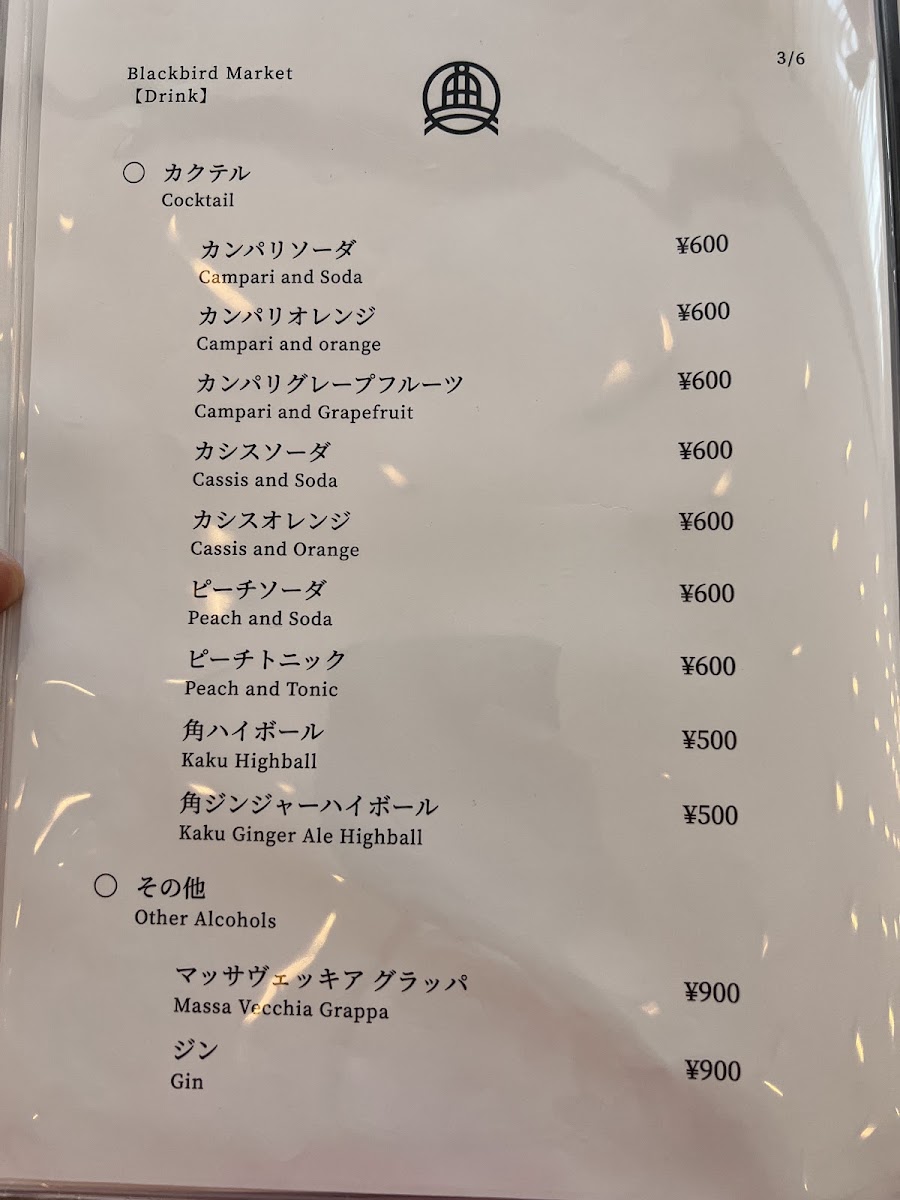 Blackbird Market
【Drink】
3/6
○ カクテル
Cocktail
カンパリソーダ ¥600
Campari and Soda
カンパリオレンジ ¥600
Campari and orange
カンパリグレープフルーツ ¥600
Campari and Grapefruit
カシスソーダ ¥600
Cassis and Soda
カシスオレンジ ¥600
Cassis and Orange
ピーチソーダ ¥600
Peach and Soda
ピーチトニック ¥600
Peach and Tonic
角ハイボール ¥500
Kaku Highball
角ジンジャーハイボール ¥500
Kaku Ginger Ale Highball
○ その他
Other Alcohols
マッサヴェッキア グラッパ ¥900
Massa Vecchia Grappa
ジン ¥900
Gin